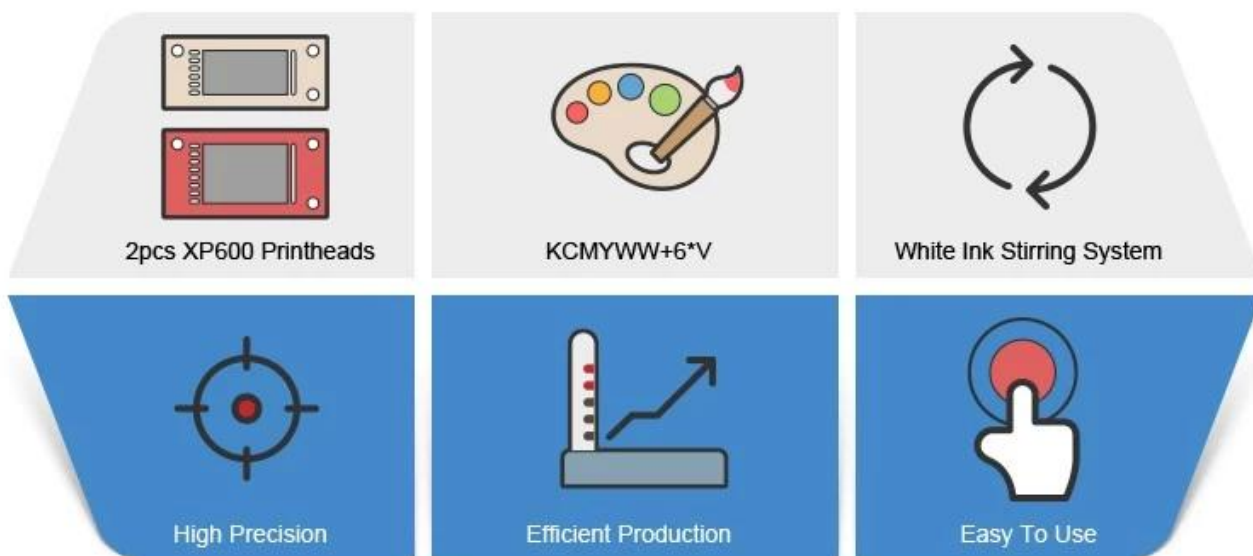 2pcs XP600 Printheads
KCMYWW+6*V
White Ink Stirring System
High Precision
Efficient Production
Easy To Use